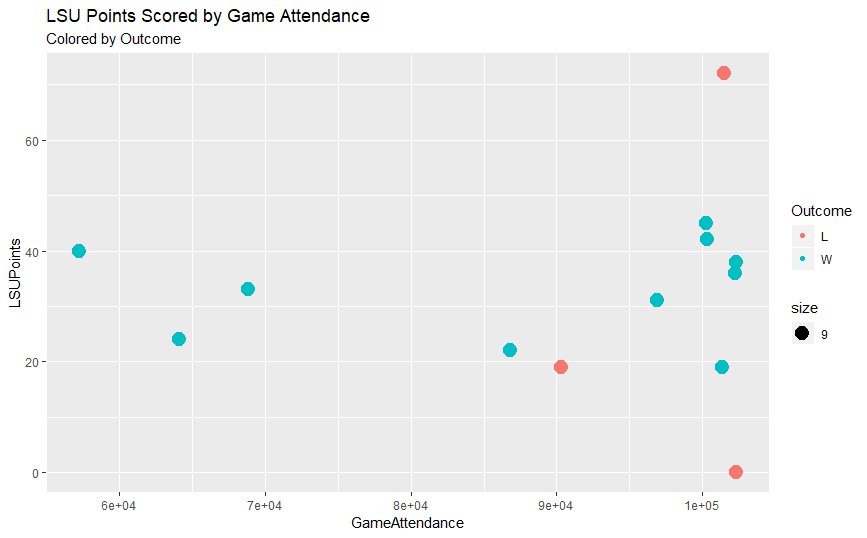 LSU Points Scored by Game Attendance
Colored by Outcome
LSUPoints
60
40
20
0
6e+04
7e+04
8e+04
9e+04
1e+05
GameAttendance
Outcome
L
W
size
9